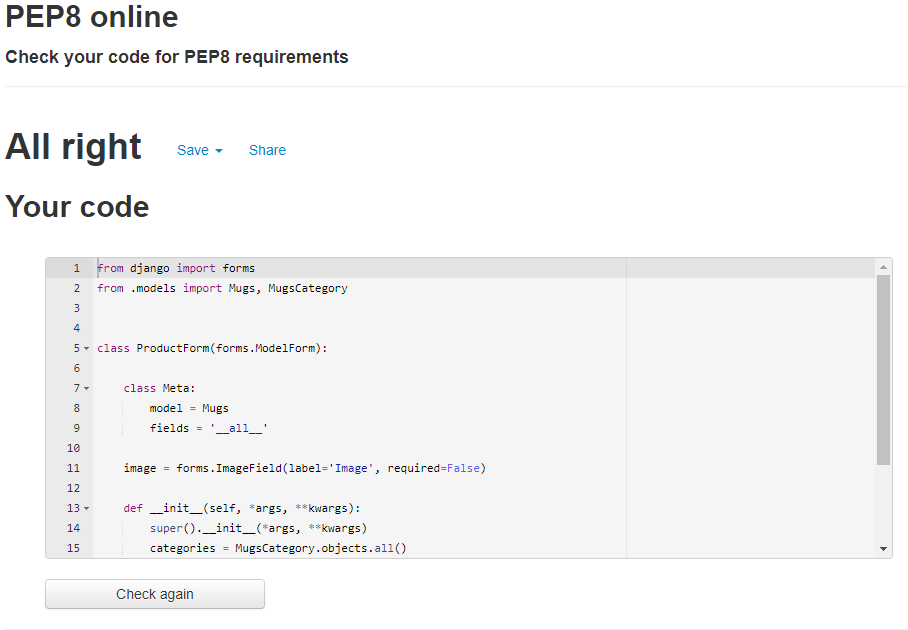 PEP8 online
Check your code for PEP8 requirements
All right Save Share
Your code
1 from django import forms
2 from .models import Mugs, MugsCategory
3
4
5 class ProductForm(forms.ModelForm):
6
7     class Meta:
8         model = Mugs
9         fields = '__all__'
10
11     image = forms.ImageField(label='Image', required=False)
12
13     def __init__(self, *args, **kwargs):
14         super().__init__(*args, **kwargs)
15         categories = MugsCategory.objects.all()
Check again